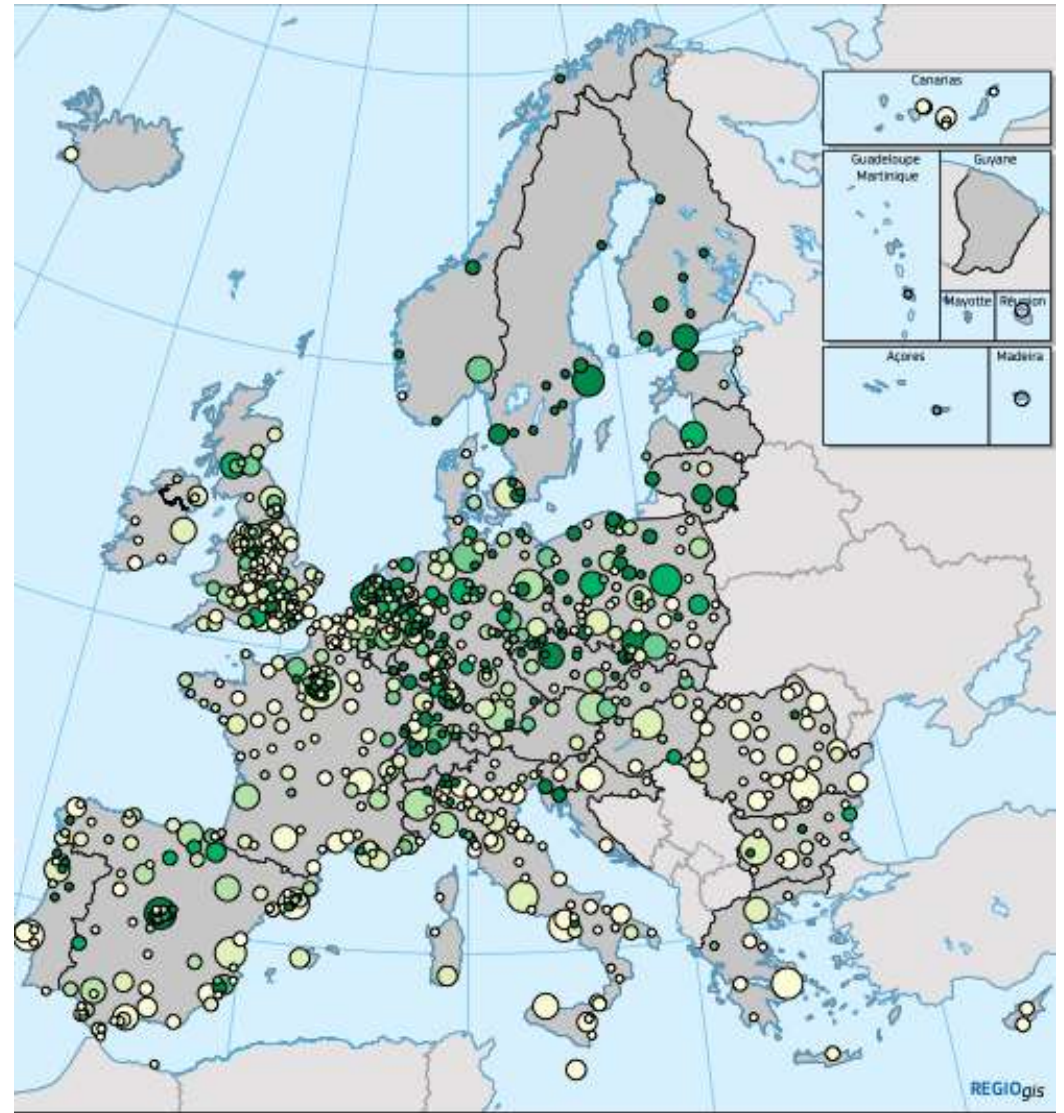 Canarias
Guadeloupe
Martinique
Guyane
Mayotte
Réunion
Açores
Madeira
REGIOgis